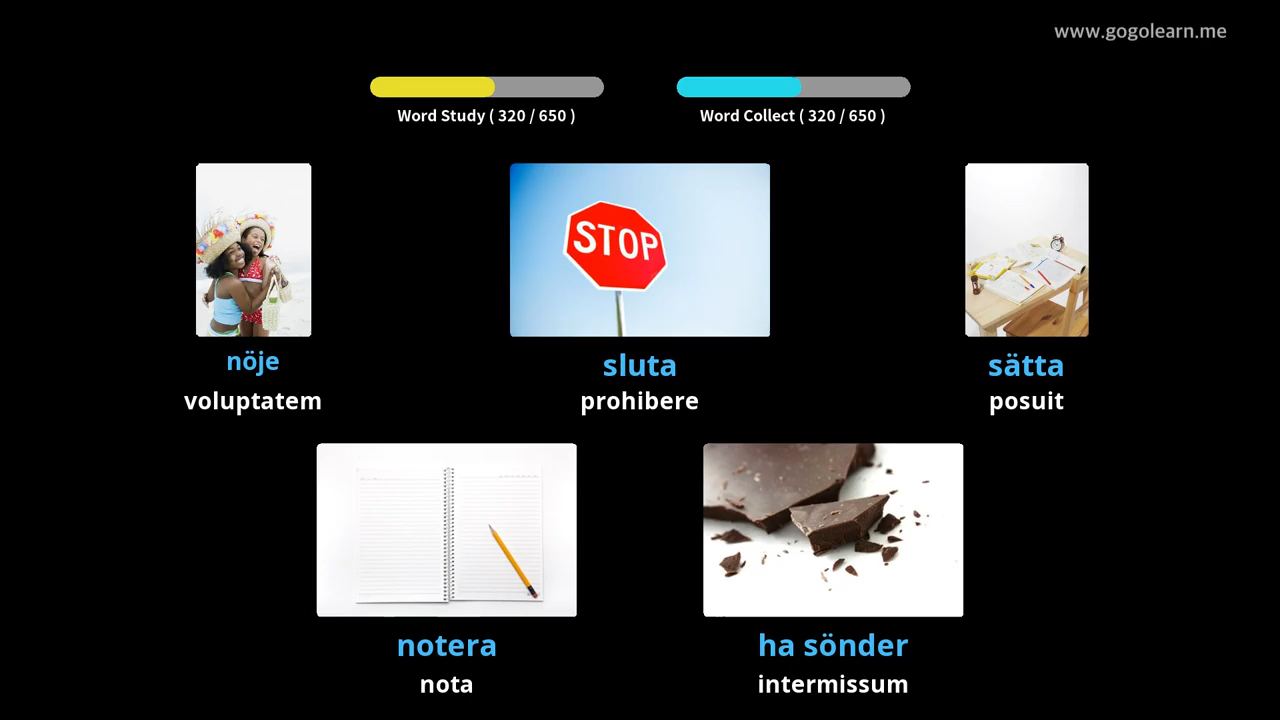 www.gogolearn.me
Word Study ( 320 / 650 )
Word Collect ( 320 / 650 )
STOP
nöje
sluta
sätta
voluptatem
prohibere
posuit
notera
ha sönder
nota
intermissum